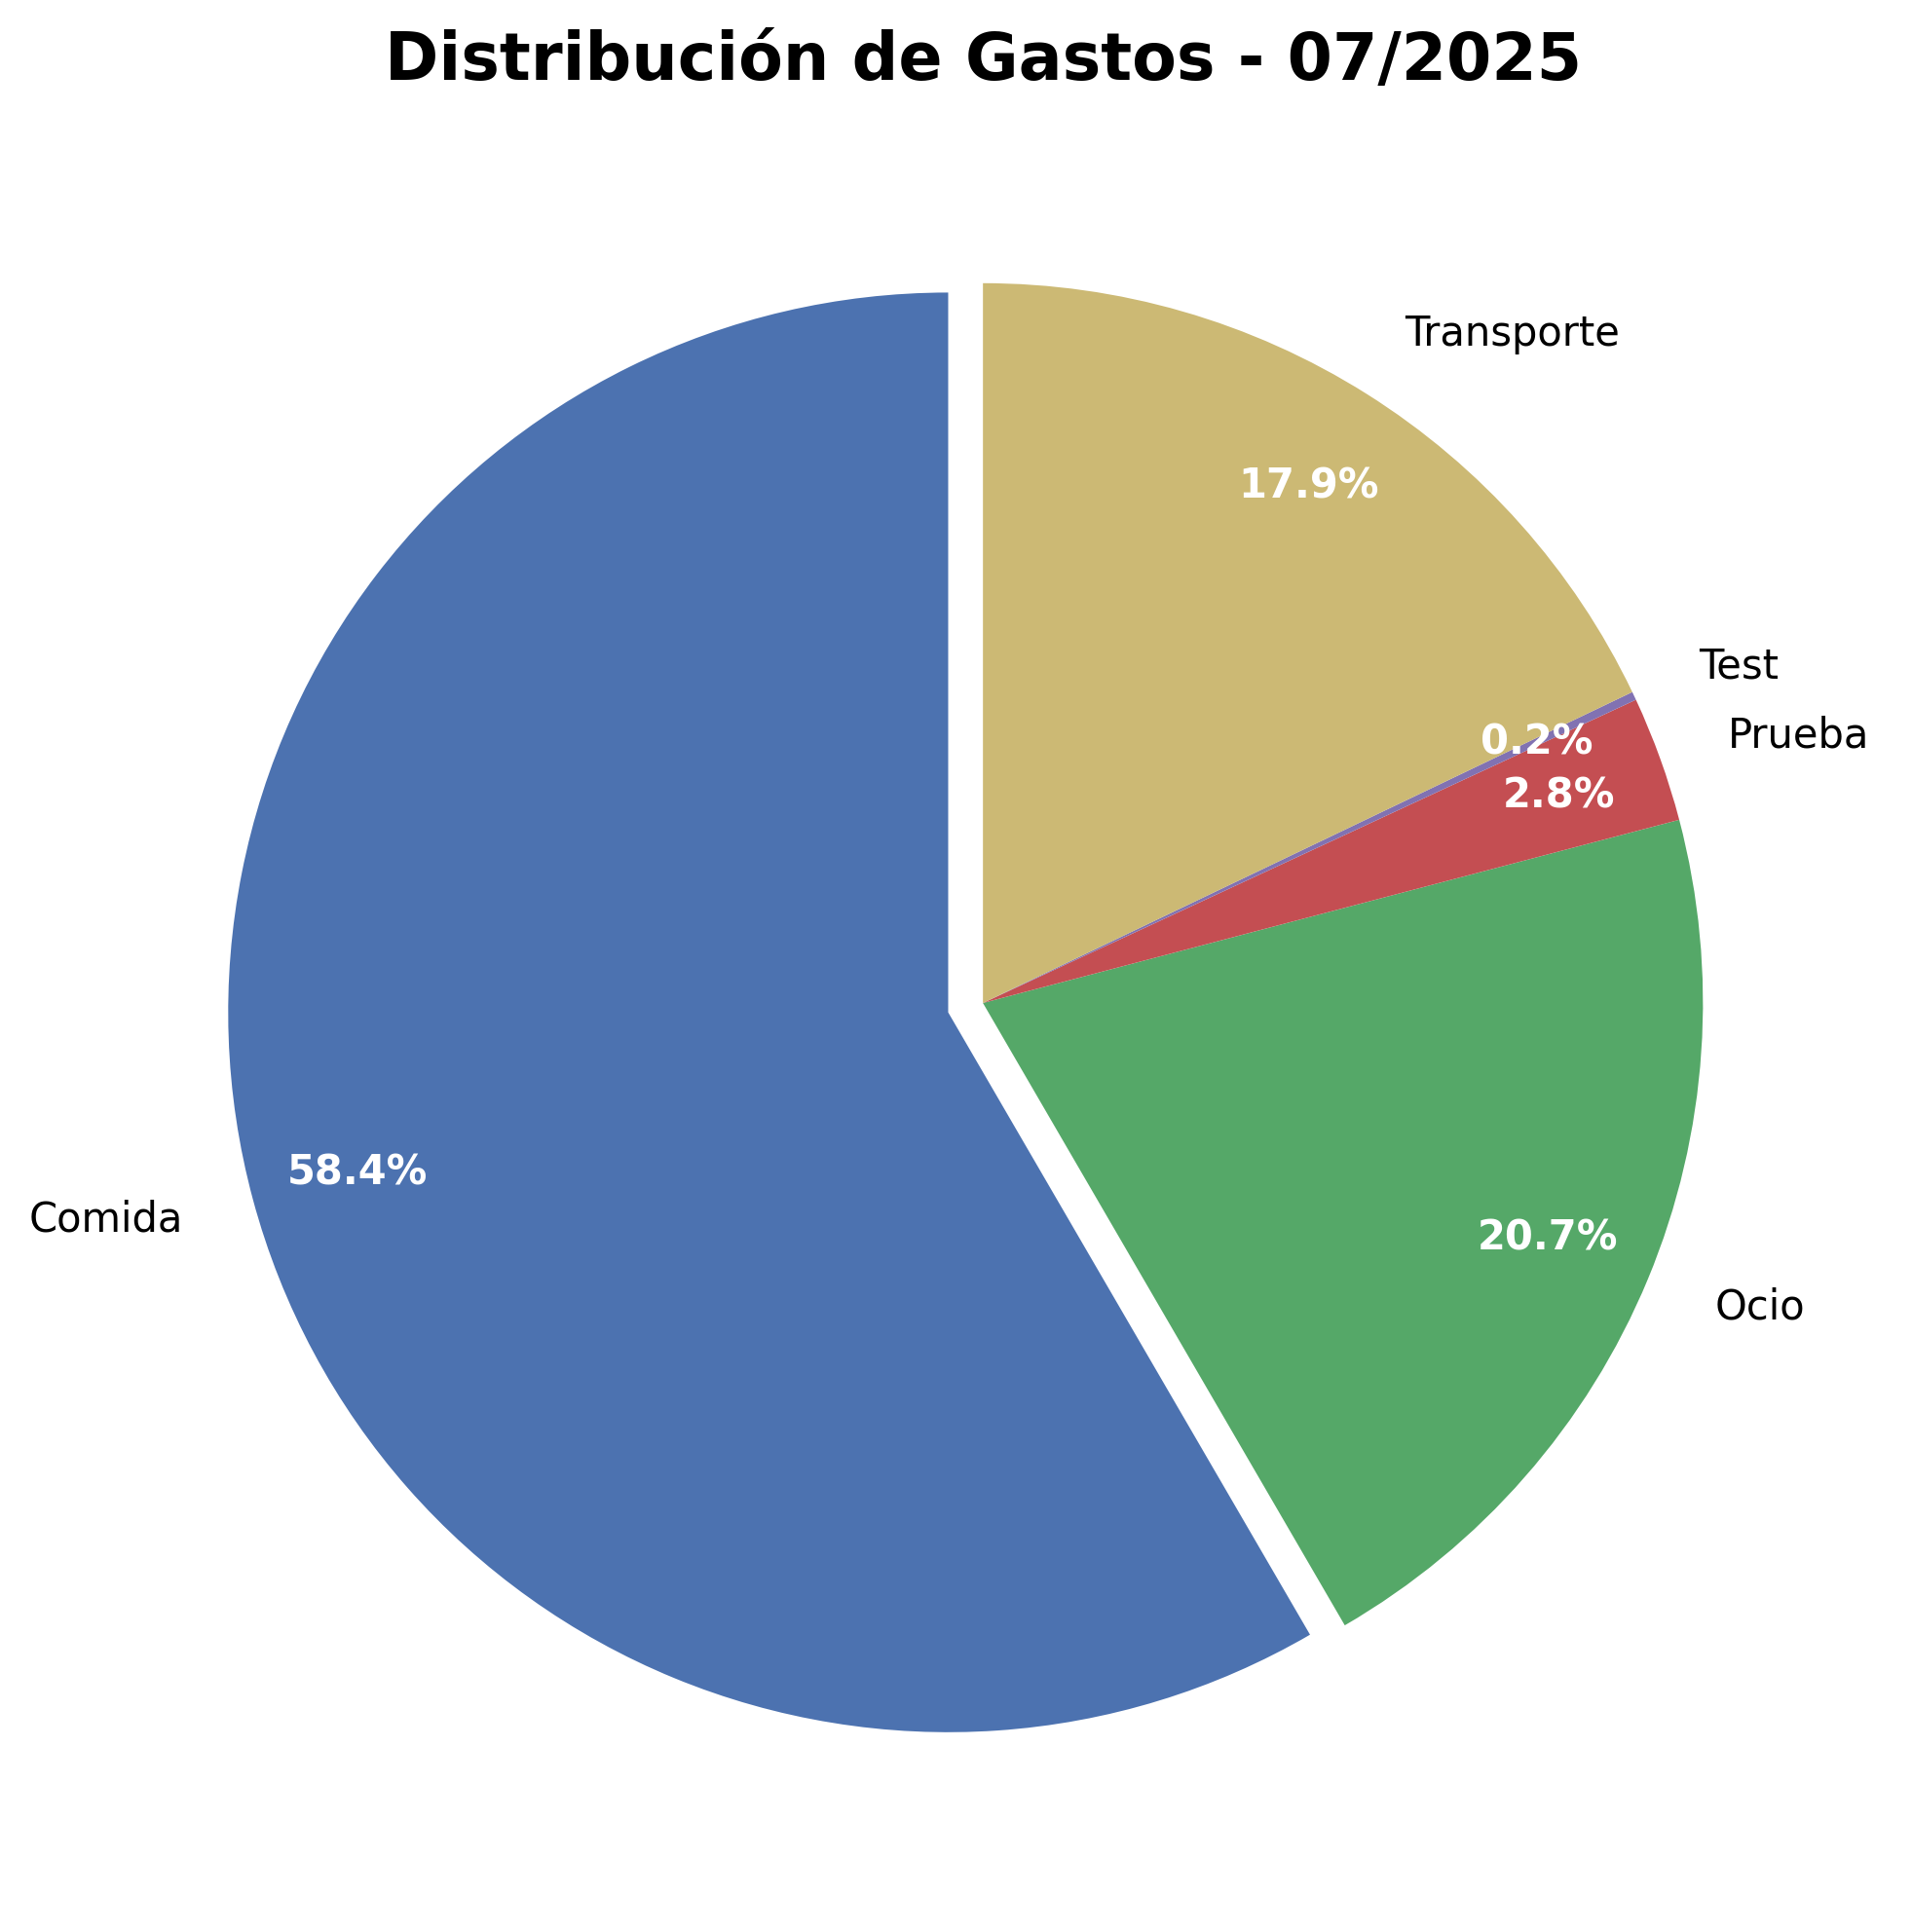 Distribución de Gastos - 07/2025
Transporte
17.9%
Test
0.2%
Prueba
2.8%
58.4%
Comida
20.7%
Ocio